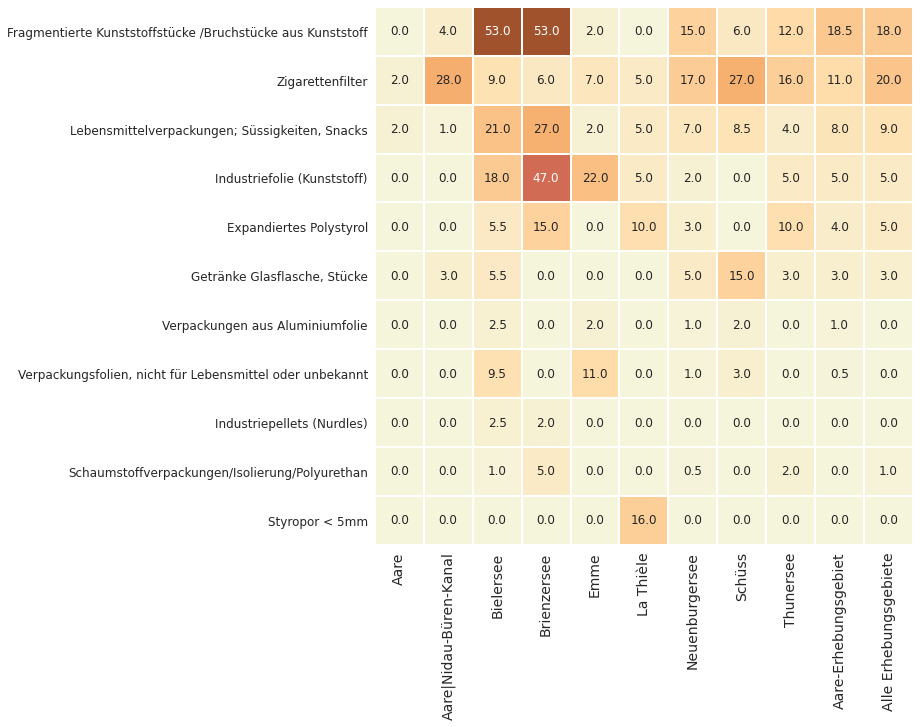 Fragmentierte Kunststoffstücke /Bruchstücke aus Kunststoff 0.0 4.0 53.0 53.0 2.0 0.0 15.0 6.0 12.0 18.5 18.0
Zigarettenfilter 2.0 28.0 9.0 6.0 7.0 5.0 17.0 27.0 16.0 11.0 20.0
Lebensmittelverpackungen; Süssigkeiten, Snacks 2.0 1.0 21.0 27.0 2.0 5.0 7.0 8.5 4.0 8.0 9.0
Industriefolie (Kunststoff) 0.0 0.0 18.0 47.0 22.0 5.0 2.0 0.0 5.0 5.0 5.0
Expandiertes Polystyrol 0.0 0.0 5.5 15.0 0.0 10.0 3.0 0.0 10.0 4.0 5.0
Getränke Glasflasche, Stücke 0.0 3.0 5.5 0.0 0.0 0.0 5.0 15.0 3.0 3.0 3.0
Verpackungen aus Aluminiumfolie 0.0 0.0 2.5 0.0 2.0 0.0 1.0 2.0 0.0 1.0 0.0
Verpackungsfolien, nicht für Lebensmittel oder unbekannt 0.0 0.0 9.5 0.0 11.0 0.0 1.0 3.0 0.0 0.5 0.0
Industriepellets (Nurdles) 0.0 0.0 2.5 2.0 0.0 0.0 0.0 0.0 0.0 0.0 0.0
Schaumstoffverpackungen/Isolierung/Polyurethan 0.0 0.0 1.0 5.0 0.0 0.0 0.5 0.0 2.0 0.0 1.0
Styropor < 5mm 0.0 0.0 0.0 0.0 0.0 16.0 0.0 0.0 0.0 0.0 0.0
Aare
Aare|Nidau-Büren-Kanal
Bielersee
Brienzersee
Emme
La Thièle
Neuenburgersee
Schüss
Thunersee
Aare-Erhebungsgebiet
Alle Erhebungsgebiete